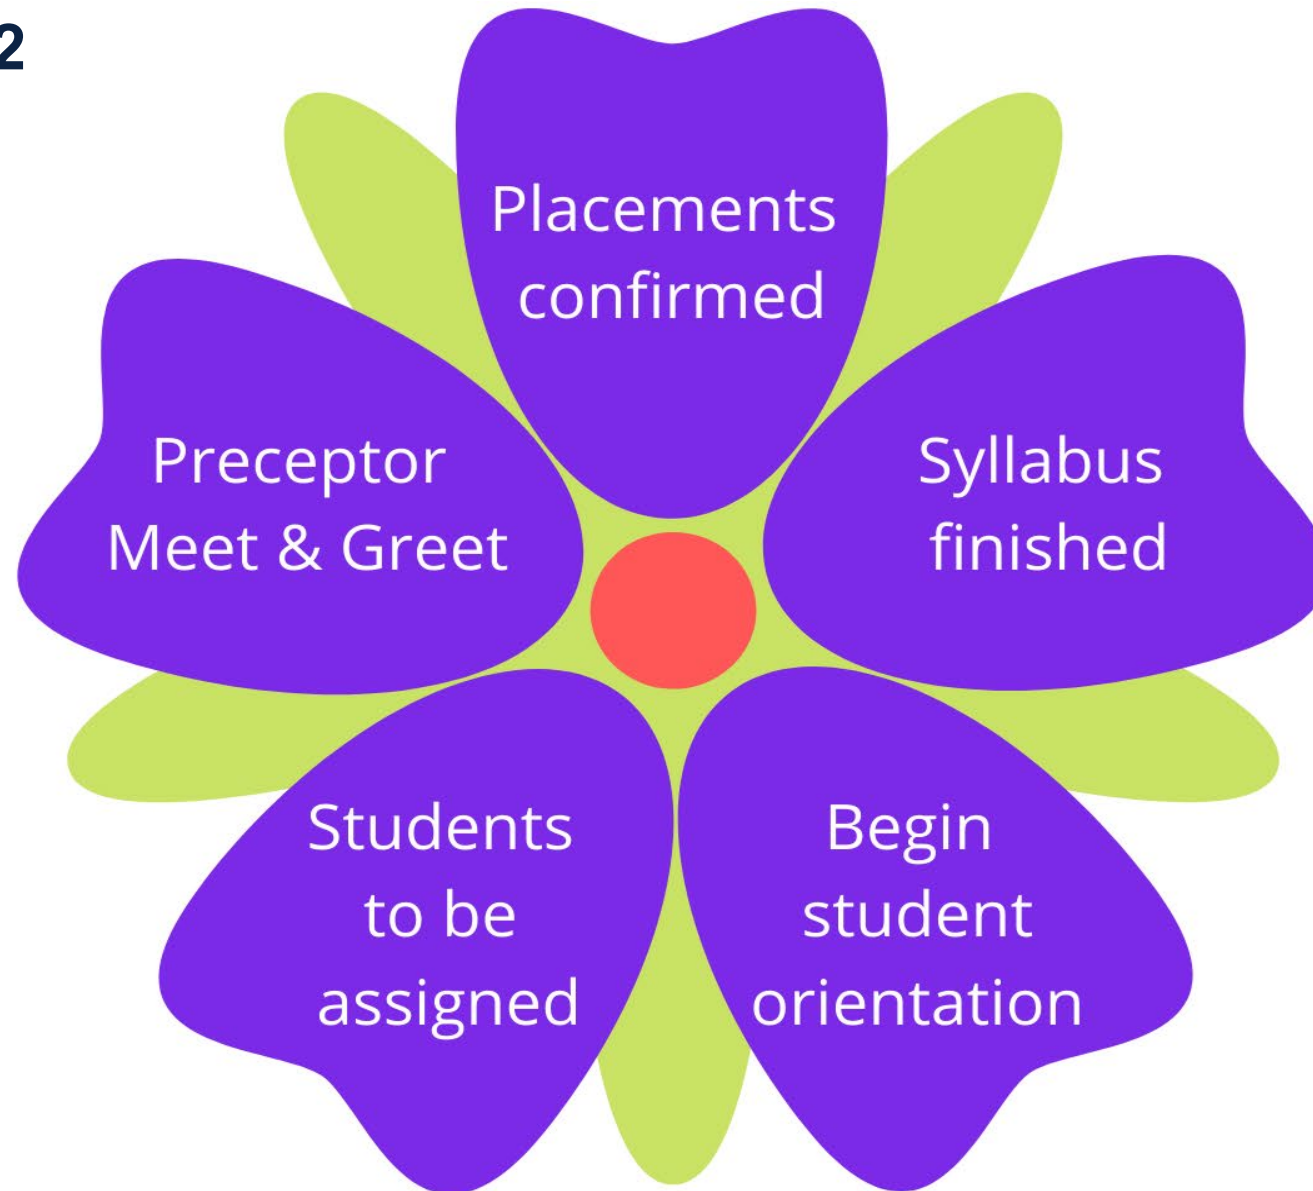 2
Placements
confirmed
Syllabus
finished
Begin
student
orientation
Students
to be
assigned
Preceptor
Meet & Greet